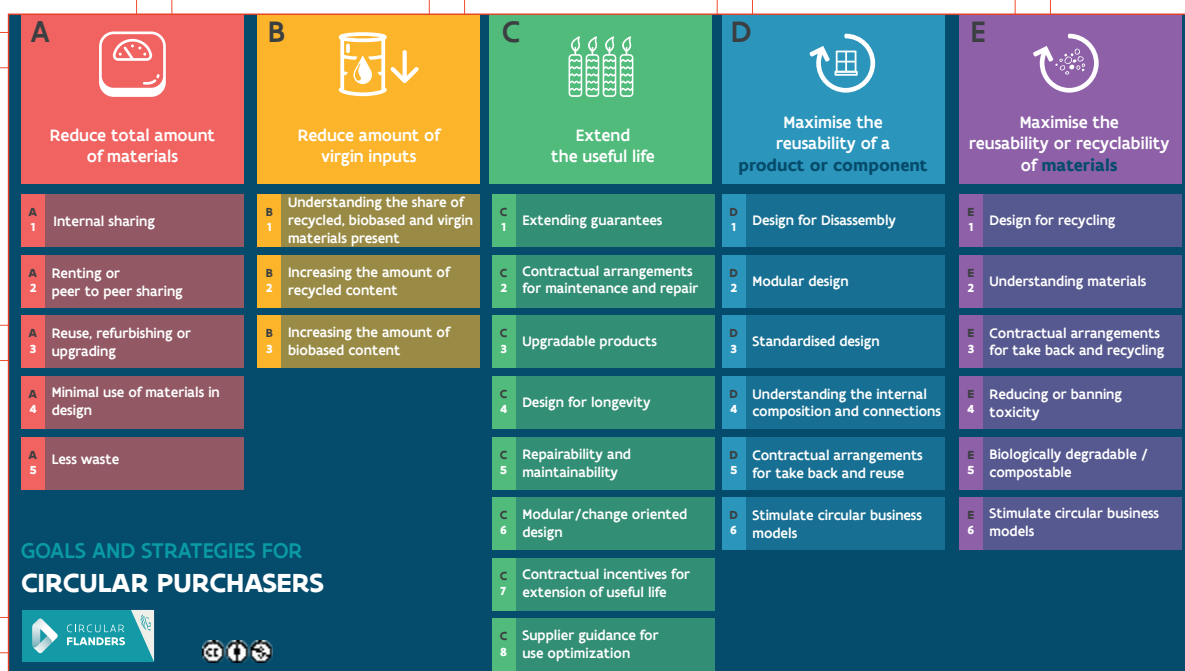 A
Reduce total amount
of materials
A
1
Internal sharing
A
2
Renting or
peer to peer sharing
A
3
Reuse, refurbishing or
upgrading
A
4
Minimal use of materials in
design
A
5
Less waste
B
Reduce amount of
virgin inputs
B
1
Understanding the share of
recycled, biobased and virgin
materials present
B
2
Increasing the amount of
recycled content
B
3
Increasing the amount of
biobased content
C
Extend
the useful life
C
1
Extending guarantees
C
2
Contractual arrangements
for maintenance and repair
C
3
Upgradable products
C
4
Design for longevity
C
5
Repairability and
maintainability
C
6
Modular/change oriented
design
C
7
Contractual incentives for
extension of useful life
C
8
Supplier guidance for
use optimization
D
Maximise the
reusability of a
product or component
D
1
Design for Disassembly
D
2
Modular design
D
3
Standardised design
D
4
Understanding the internal
composition and connections
D
5
Contractual arrangements
for take back and reuse
D
6
Stimulate circular business
models
E
Maximise the
reusability or recyclability
of materials
E
1
Design for recycling
E
2
Understanding materials
E
3
Contractual arrangements
for take back and recycling
E
4
Reducing or banning
toxicity
E
5
Biologically degradable /
compostable
E
6
Stimulate circular business
models
GOALS AND STRATEGIES FOR
CIRCULAR PURCHASERS
CIRCULAR
FLANDERS
cc